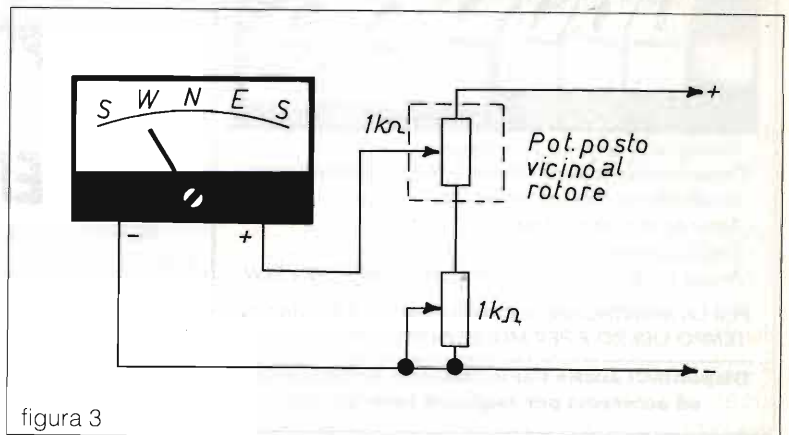 S W N E S
- +
1kΩ
+
Pot. posto
vicino al
rotore
1kΩ
-
figura 3